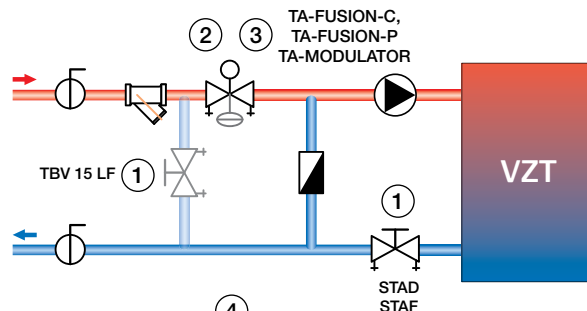 ② ③ TA-FUSION-C,
TA-FUSION-P
TA-MODULATOR
TBV 15 LF ①
VZT
①
STAD
STAF
④